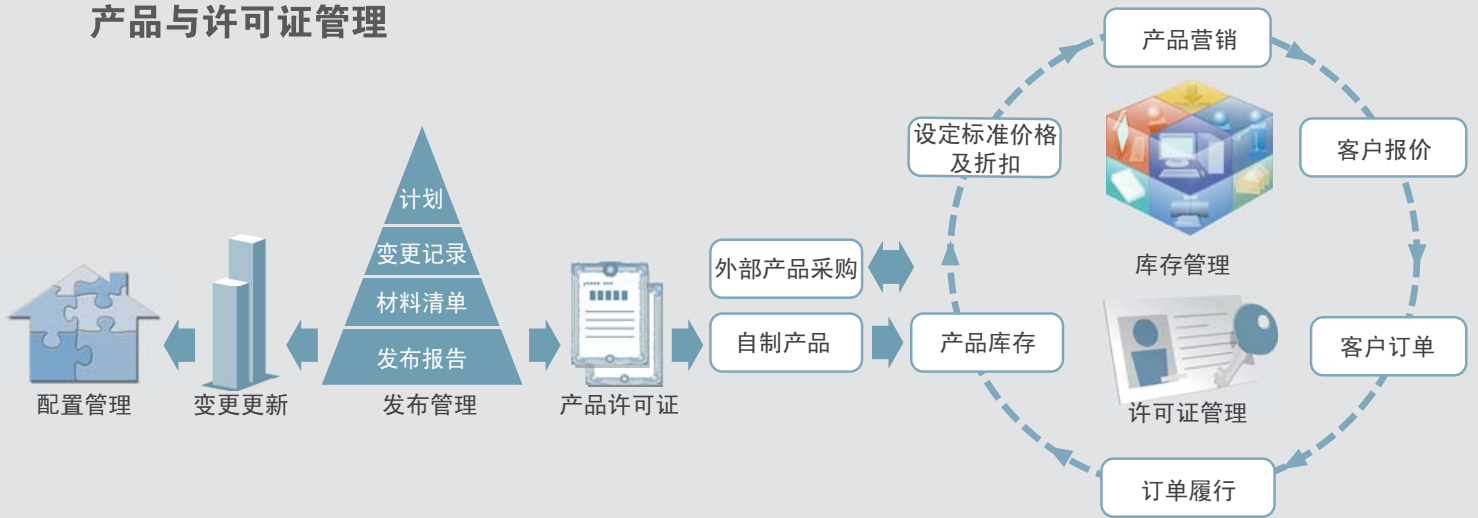 产品与许可证管理
计划
变更记录
材料清单
发布报告
配置管理
变更更新
发布管理
产品许可证
外部产品采购
自制产品
产品库存
设定标准价格
及折扣
产品营销
客户报价
客户订单
订单履行
库存管理
许可证管理